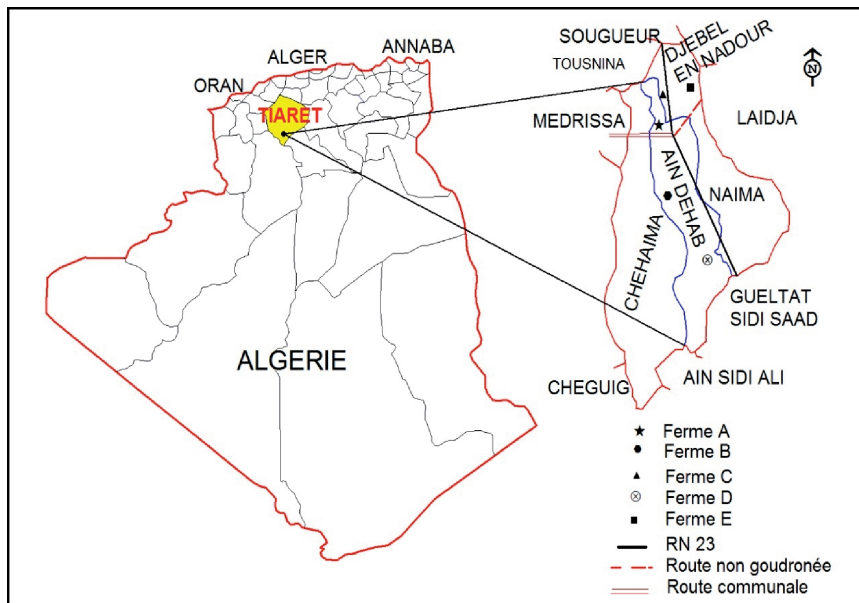 ORAN
ALGER
ANNABA
TIARET
ALGERIE
SOUGUEUR
DJEBEL
EN NADOUR
TOUSNINA
MEDRISSA
LAIDJA
AIN DEHAB
NAIMA
CHEHAIMA
GUELTAT
SIDI SAAD
CHEGUIG
AIN SIDI ALI
N
Ferme A
Ferme B
Ferme C
Ferme D
Ferme E
RN 23
Route non goudronée
Route communale